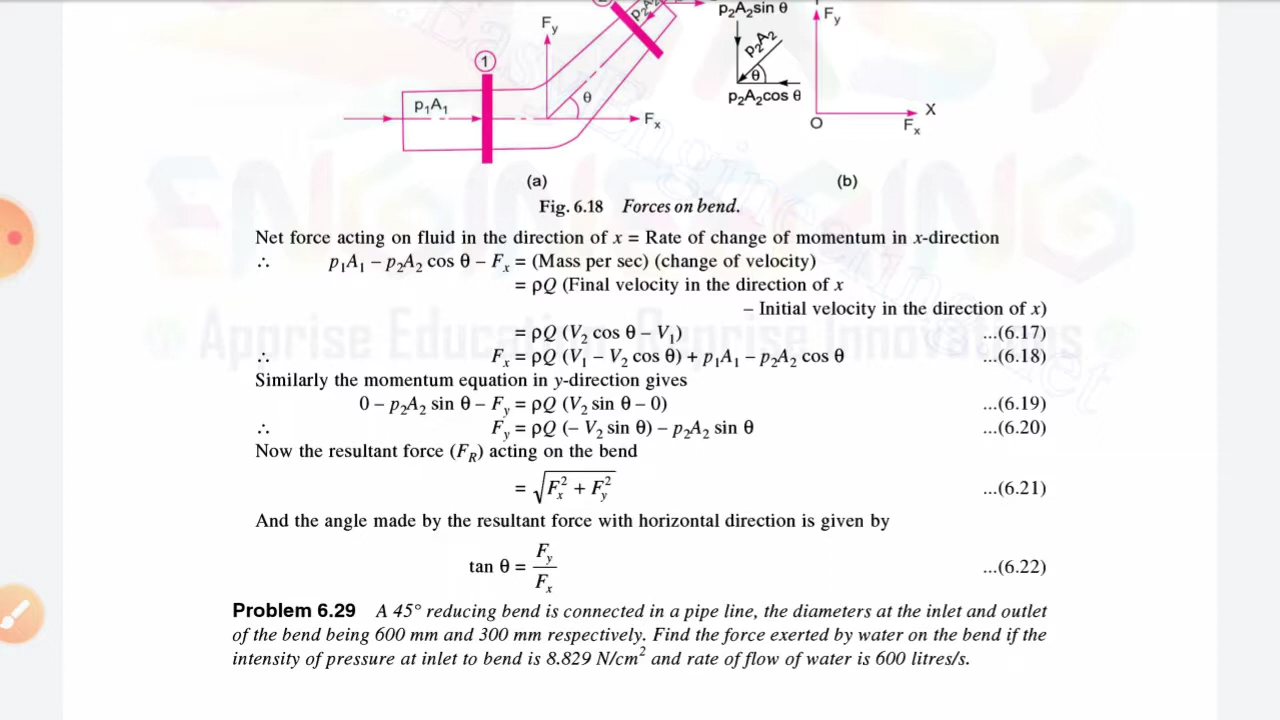 p₂A₂
p₂A₂sin θ
F_y
F_y
①
p₂A₂
θ
p₁A₁
θ
p₂A₂cos θ
F_x
X
O
F_x
(a)
(b)
Fig. 6.18 Forces on bend.
Net force acting on fluid in the direction of x = Rate of change of momentum in x-direction
∴ p₁A₁ – p₂A₂ cos θ – F_x = (Mass per sec) (change of velocity)
= ρQ (Final velocity in the direction of x
– Initial velocity in the direction of x)
= ρQ (V₂ cos θ – V₁) ...(6.17)
∴ F_x = ρQ (V₁ – V₂ cos θ) + p₁A₁ – p₂A₂ cos θ ...(6.18)
Similarly the momentum equation in y-direction gives
0 – p₂A₂ sin θ – F_y = ρQ (V₂ sin θ – 0) ...(6.19)
∴ F_y = ρQ (– V₂ sin θ) – p₂A₂ sin θ ...(6.20)
Now the resultant force (F_R) acting on the bend
= √(F_x² + F_y²) ...(6.21)
And the angle made by the resultant force with horizontal direction is given by
tan θ = F_y / F_x ...(6.22)
Problem 6.29 A 45° reducing bend is connected in a pipe line, the diameters at the inlet and outlet
of the bend being 600 mm and 300 mm respectively. Find the force exerted by water on the bend if the
intensity of pressure at inlet to bend is 8.829 N/cm² and rate of flow of water is 600 litres/s.